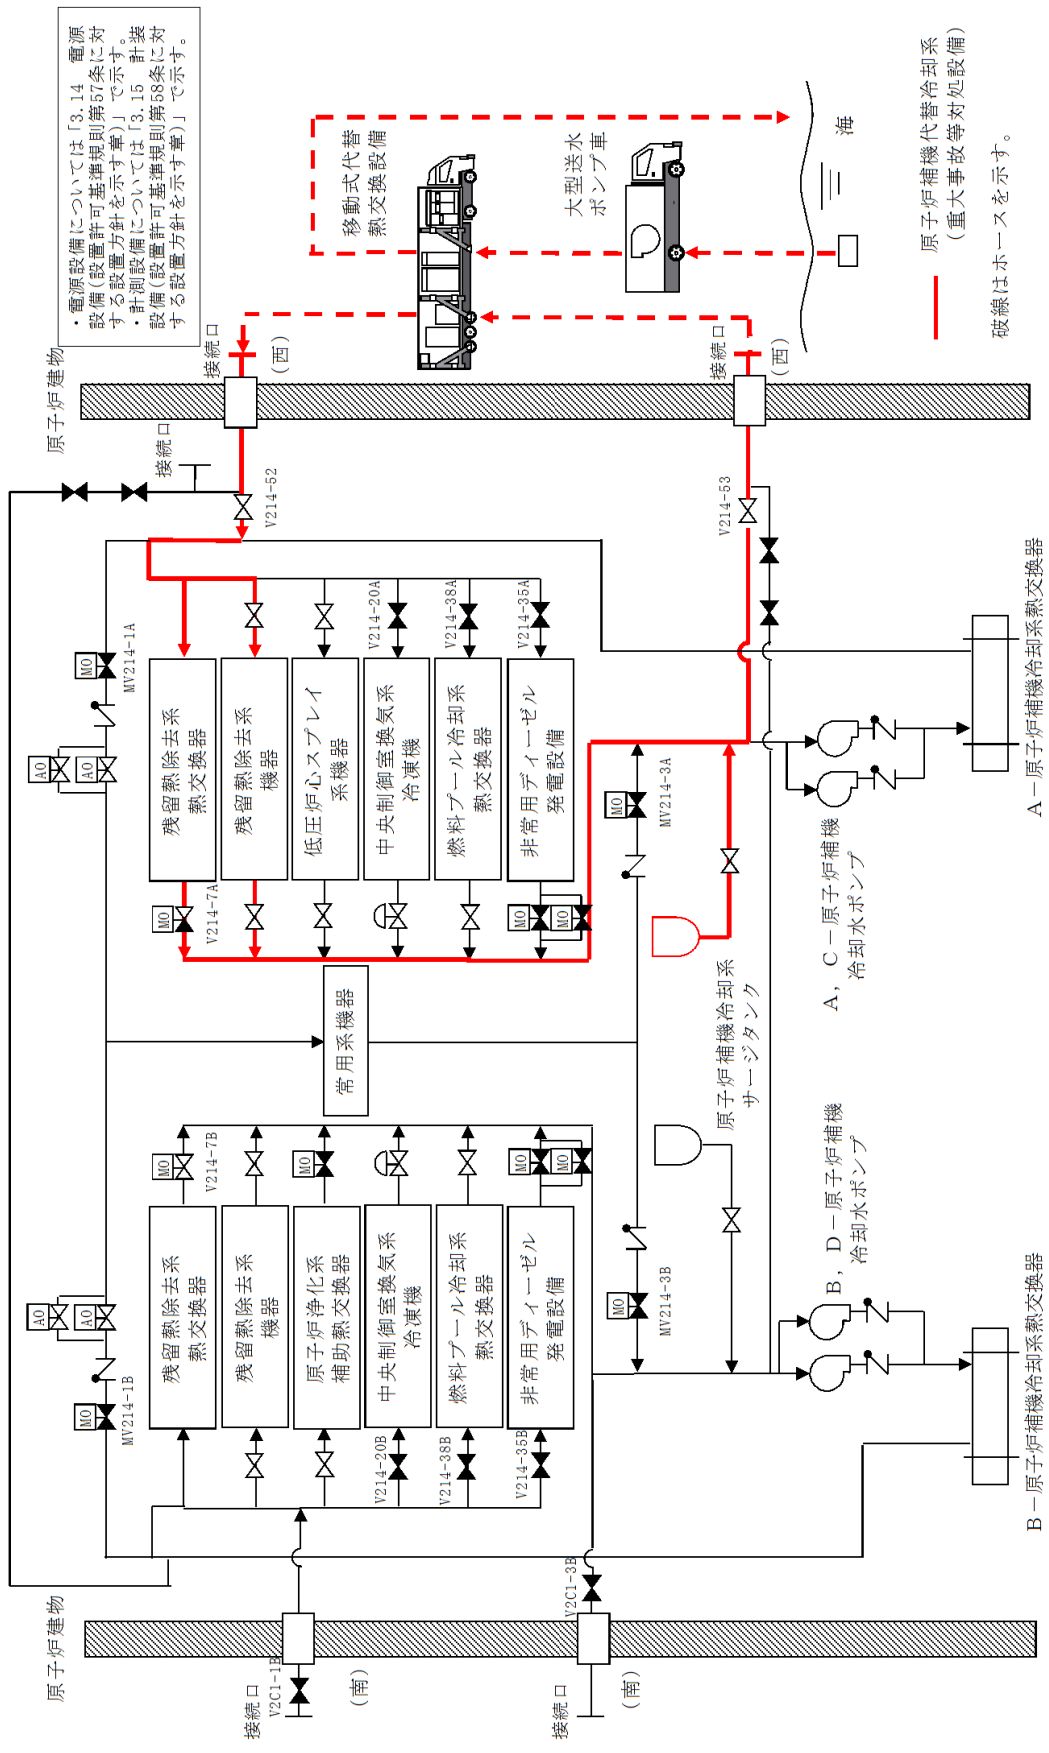 ・電源設備については「3.14　電源
設備(設置許可基準規則第57条に対
する設置方針を示す章)」で示す。
・計測設備については「3.15　計装
設備(設置許可基準規則第58条に対
する設置方針を示す章)」で示す。
原子炉建物
原子炉建物
接続口
V2C1-1B
(南)
接続口
(南)
V2C1-3B
MO
MV214-1B
AO
AO
AO
AO
MO
MV214-1A
接続口
接続口
(西)
V214-52
残留熱除去系
熱交換器
MO
V214-7B
残留熱除去系
機器
原子炉浄化系
補助熱交換器
MO
中央制御室換気系
冷凍機
V214-20B
燃料プール冷却系
熱交換器
V214-38B
非常用ディーゼル
発電設備
V214-35B
MO
MO
常用系機器
残留熱除去系
熱交換器
MO
V214-7A
残留熱除去系
機器
低圧炉心スプレイ
系機器
中央制御室換気系
冷凍機
V214-20A
燃料プール冷却系
熱交換器
V214-38A
非常用ディーゼル
発電設備
V214-35A
MO
MO
MO
MV214-3B
MO
MV214-3A
原子炉補機冷却系
サージタンク
接続口
(西)
V214-53
移動式代替
熱交換設備
大型送水
ポンプ車
海
B，D－原子炉補機
冷却水ポンプ
A，C－原子炉補機
冷却水ポンプ
B－原子炉補機冷却系熱交換器
A－原子炉補機冷却系熱交換器
原子炉補機代替冷却系
(重大事故等対処設備)
破線はホースを示す。